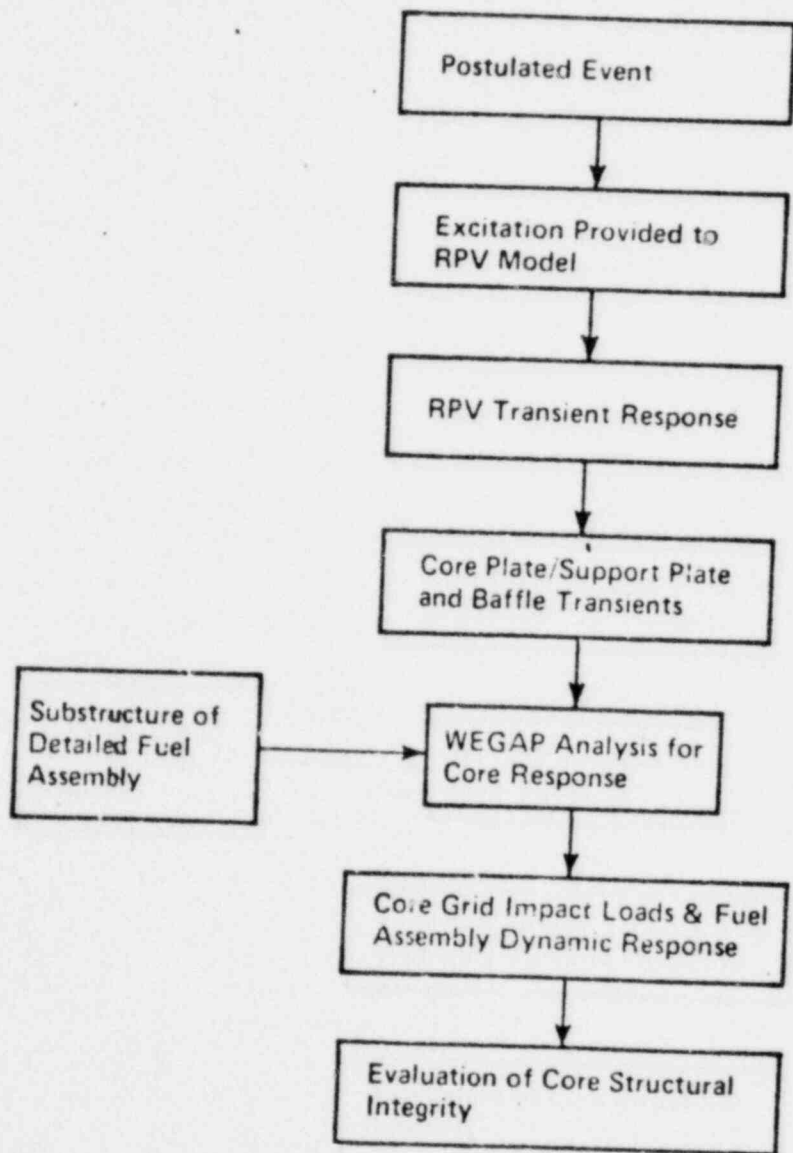 Postulated Event
Excitation Provided to
RPV Model
RPV Transient Response
Core Plate/Support Plate
and Baffle Transients
Substructure of
Detailed Fuel
Assembly
WEGAP Analysis for
Core Response
Core Grid Impact Loads & Fuel
Assembly Dynamic Response
Evaluation of Core Structural
Integrity